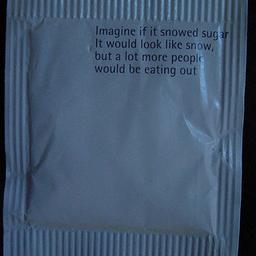 Imagine if it snowed sugar
It would look like snow,
but a lot more people
would be eating out